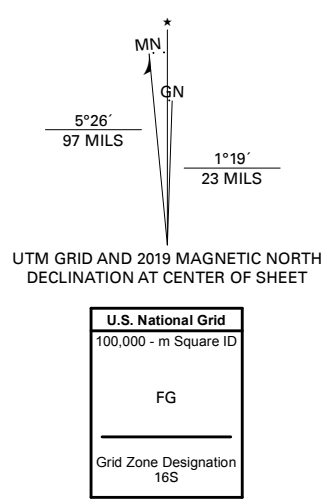 ★
MN
GN
5°26´
97 MILS
1°19´
23 MILS
UTM GRID AND 2019 MAGNETIC NORTH
DECLINATION AT CENTER OF SHEET
U.S. National Grid
100,000 - m Square ID
FG
Grid Zone Designation
16S